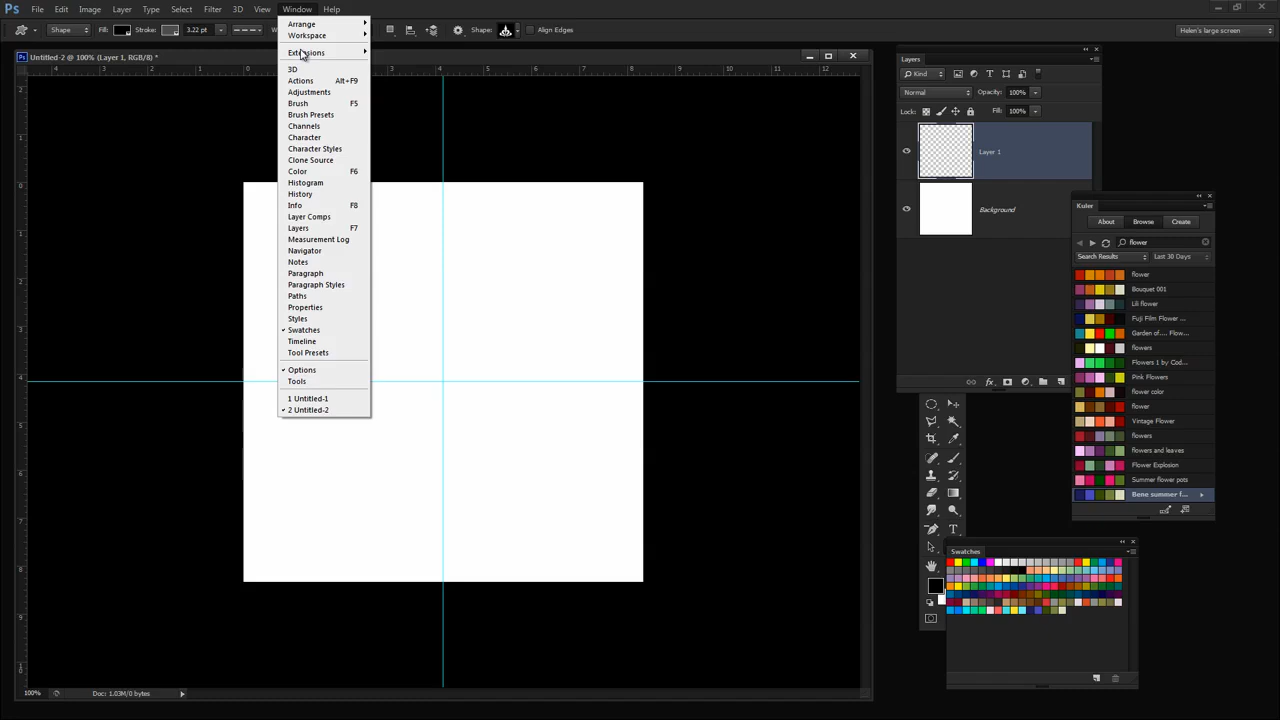 Ps File Edit Image Layer Type Select Filter 3D View Window Help
Shape Fill: Stroke: 3.22 pt Shape: Align Edges Helen's large screen
Untitled-2 @ 100% (Layer 1, RGB/8) *
Arrange
Workspace
Extensions
3D
Actions Alt+F9
Adjustments
Brush F5
Brush Presets
Channels
Character
Character Styles
Clone Source
Color F6
Histogram
History
Info F8
Layer Comps
Layers F7
Measurement Log
Navigator
Notes
Paragraph
Paragraph Styles
Paths
Properties
Styles
Swatches
Timeline
Tool Presets
Options
Tools
1 Untitled-1
2 Untitled-2
Layers
Kind
Normal Opacity: 100%
Lock: Fill: 100%
Layer 1
Background
Kuler
About Browse Create
flower
Search Results Last 30 Days
flower
Bouquet 001
Lili flower
Fuji Film Flower ...
Garden of.... Flow...
flowers
Flowers 1 by God...
Pink Flowers
flower color
flower
Vintage Flower
flowers
flowers and leaves
Flower Explosion
Summer flower pots
Bene summer f...
Swatches
100% Doc: 1.03M/0 bytes